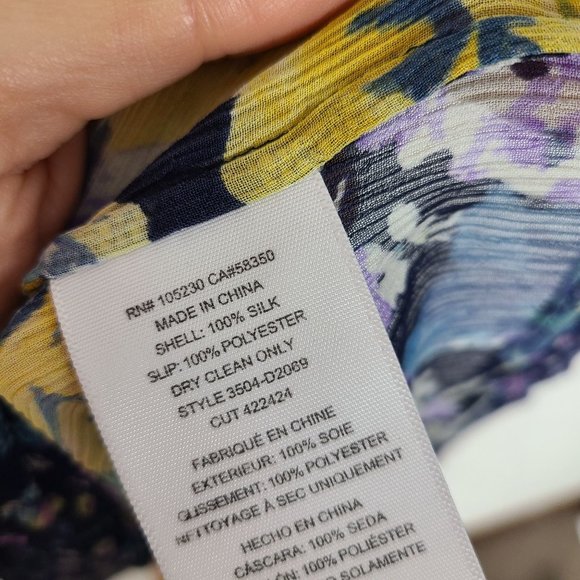 RN# 105230 CA#58350
MADE IN CHINA
SHELL: 100% SILK
SLIP: 100% POLYESTER
DRY CLEAN ONLY
STYLE 3504-D2069
CUT 422424
FABRIQUÉ EN CHINE
EXTERIEUR: 100% SOIE
GLISSEMENT: 100% POLYESTER
NETTOYAGE À SEC UNIQUEMENT
HECHO EN CHINA
CÁSCARA: 100% SEDA
100% POLIÉSTER
SOLAMENTE